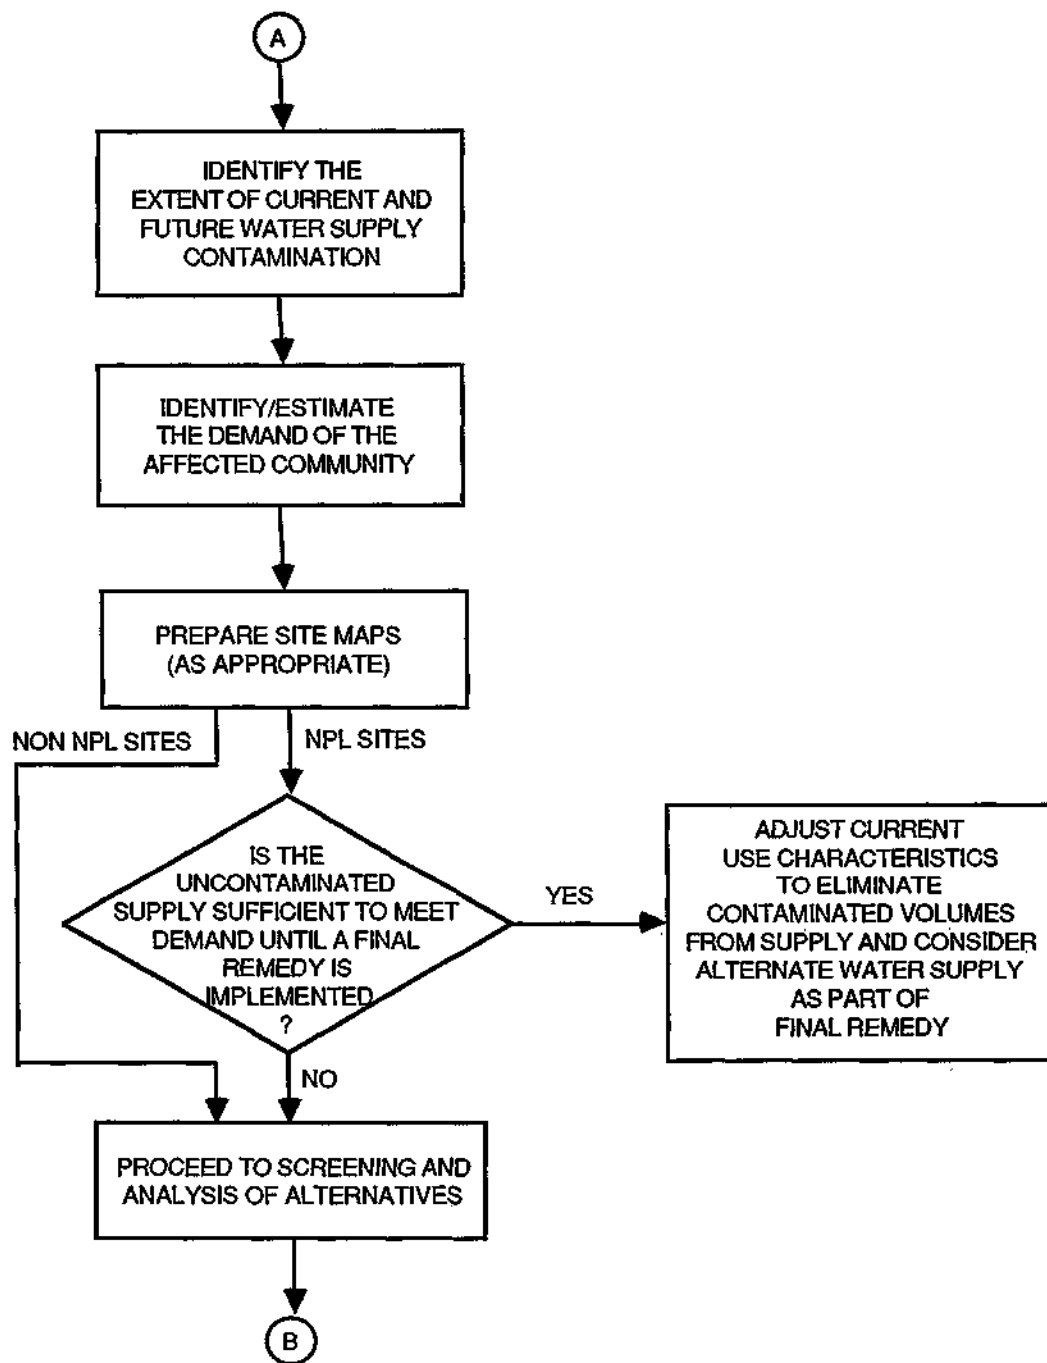 A
IDENTIFY THE
EXTENT OF CURRENT AND
FUTURE WATER SUPPLY
CONTAMINATION
IDENTIFY/ESTIMATE
THE DEMAND OF THE
AFFECTED COMMUNITY
PREPARE SITE MAPS
(AS APPROPRIATE)
NON NPL SITES
NPL SITES
IS THE
UNCONTAMINATED
SUPPLY SUFFICIENT TO MEET
DEMAND UNTIL A FINAL
REMEDY IS
IMPLEMENTED
?
YES
ADJUST CURRENT
USE CHARACTERISTICS
TO ELIMINATE
CONTAMINATED VOLUMES
FROM SUPPLY AND CONSIDER
ALTERNATE WATER SUPPLY
AS PART OF
FINAL REMEDY
NO
PROCEED TO SCREENING AND
ANALYSIS OF ALTERNATIVES
B